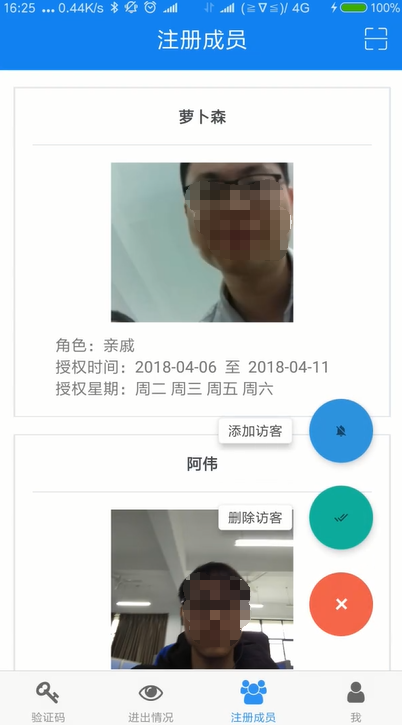 16:25 ... 0.44K/s (≧∇≦)/ 4G 100%
注册成员
萝卜森
角色：亲戚
授权时间：2018-04-06 至 2018-04-11
授权星期：周二 周三 周五 周六
添加访客
阿伟
删除访客
验证码 进出情况 注册成员 我